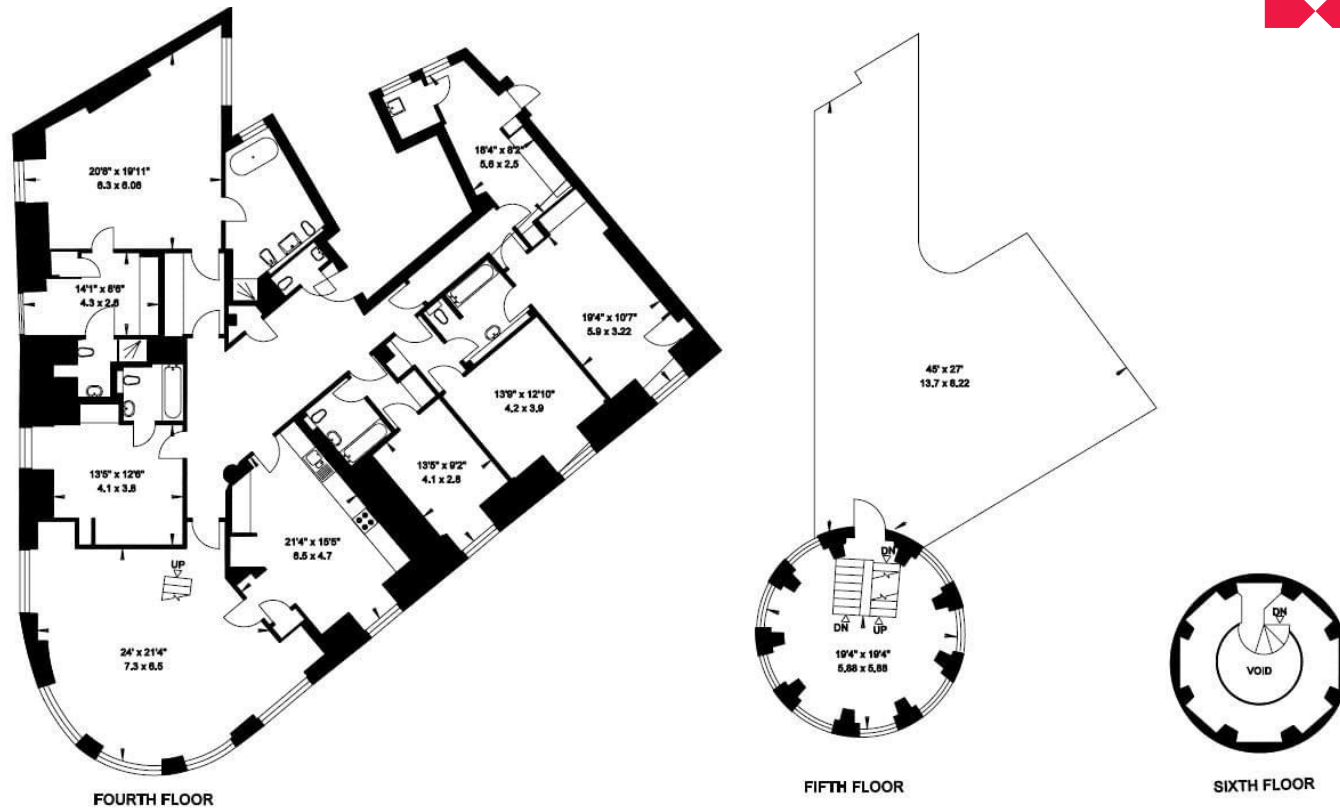 20'8" x 19'11"
6.3 x 6.06
18'4" x 8'2"
5.6 x 2.5
14'1" x 8'6"
4.3 x 2.6
19'4" x 10'7"
5.9 x 3.22
13'9" x 12'10"
4.2 x 3.9
13'5" x 9'2"
4.1 x 2.8
13'5" x 12'6"
4.1 x 3.8
21'4" x 15'5"
6.5 x 4.7
UP
24' x 21'4"
7.3 x 6.5
FOURTH FLOOR
45' x 27'
13.7 x 8.22
DN
DN
UP
19'4" x 19'4"
5.88 x 5.88
FIFTH FLOOR
DN
VOID
SIXTH FLOOR